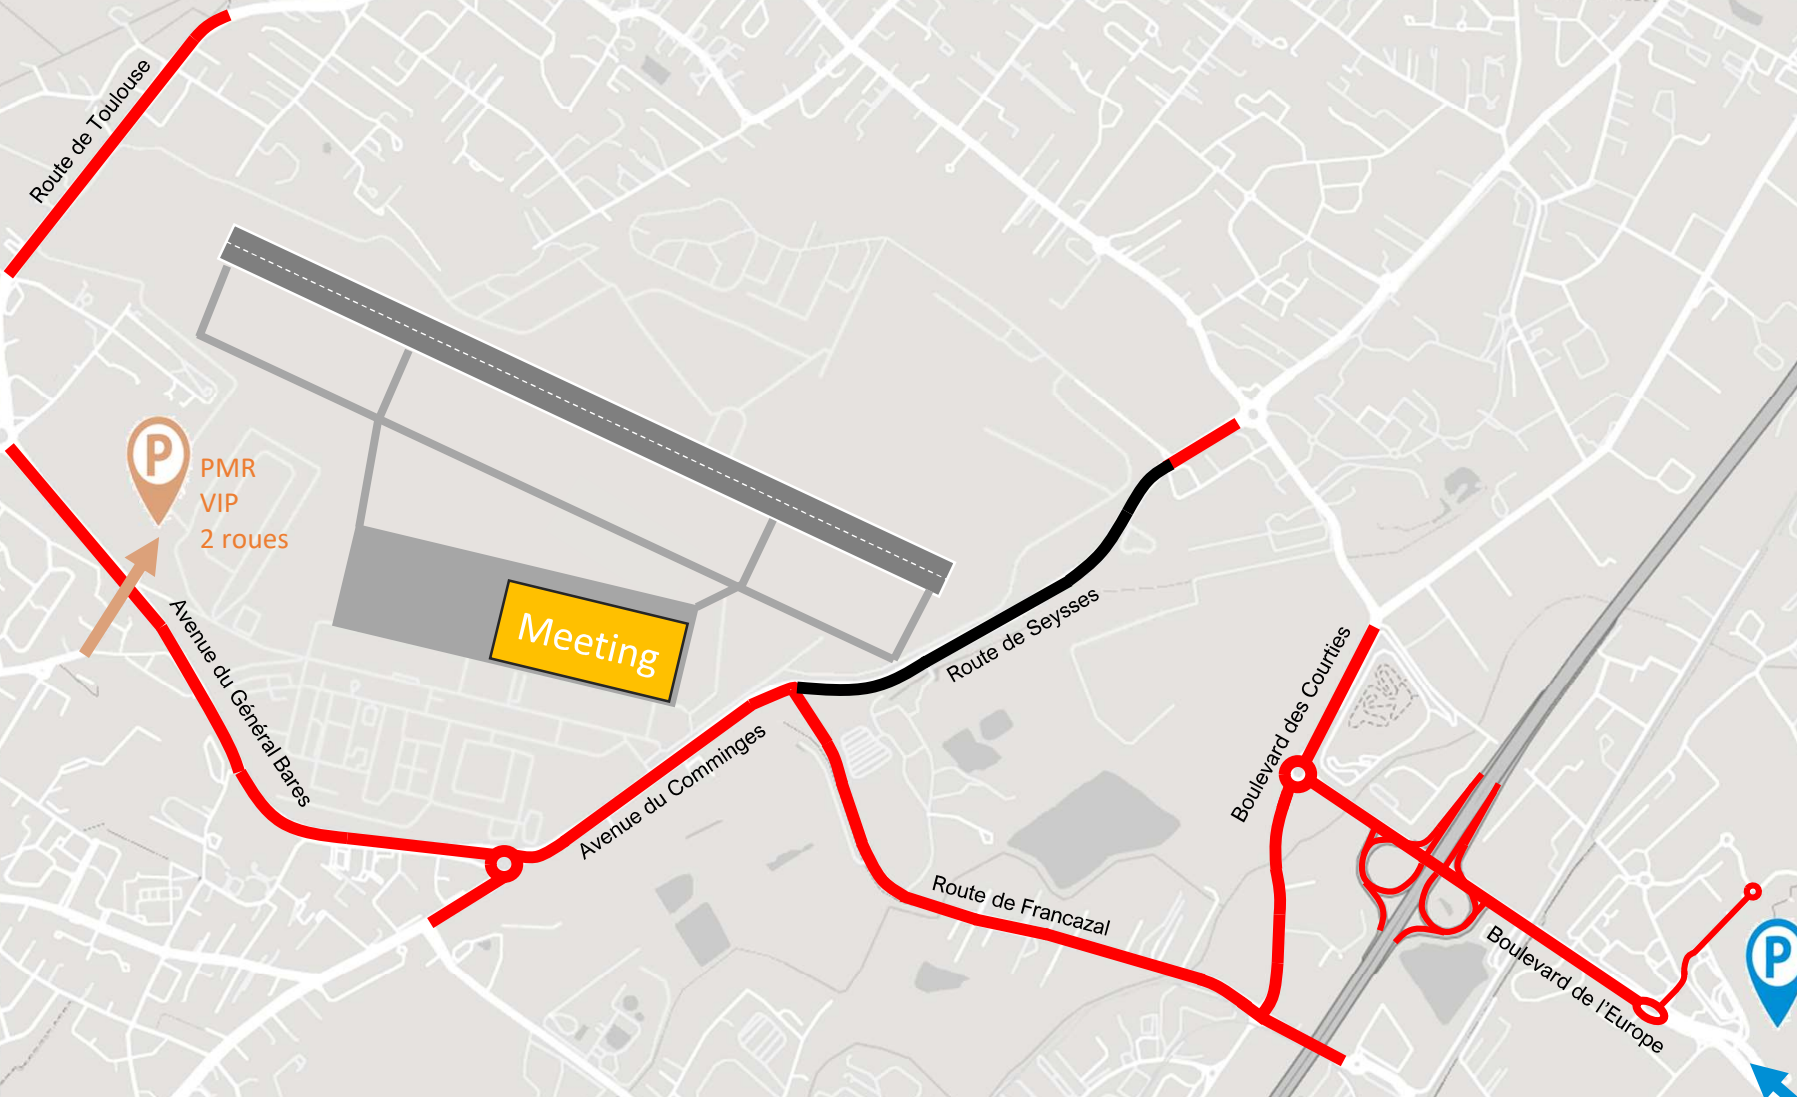 Route de Toulouse
P
PMR
VIP
2 roues
Avenue du Général Bares
Meeting
Avenue du Comminges
Route de Seysses
Route de Francazal
Boulevard des Courties
Boulevard de l'Europe
P